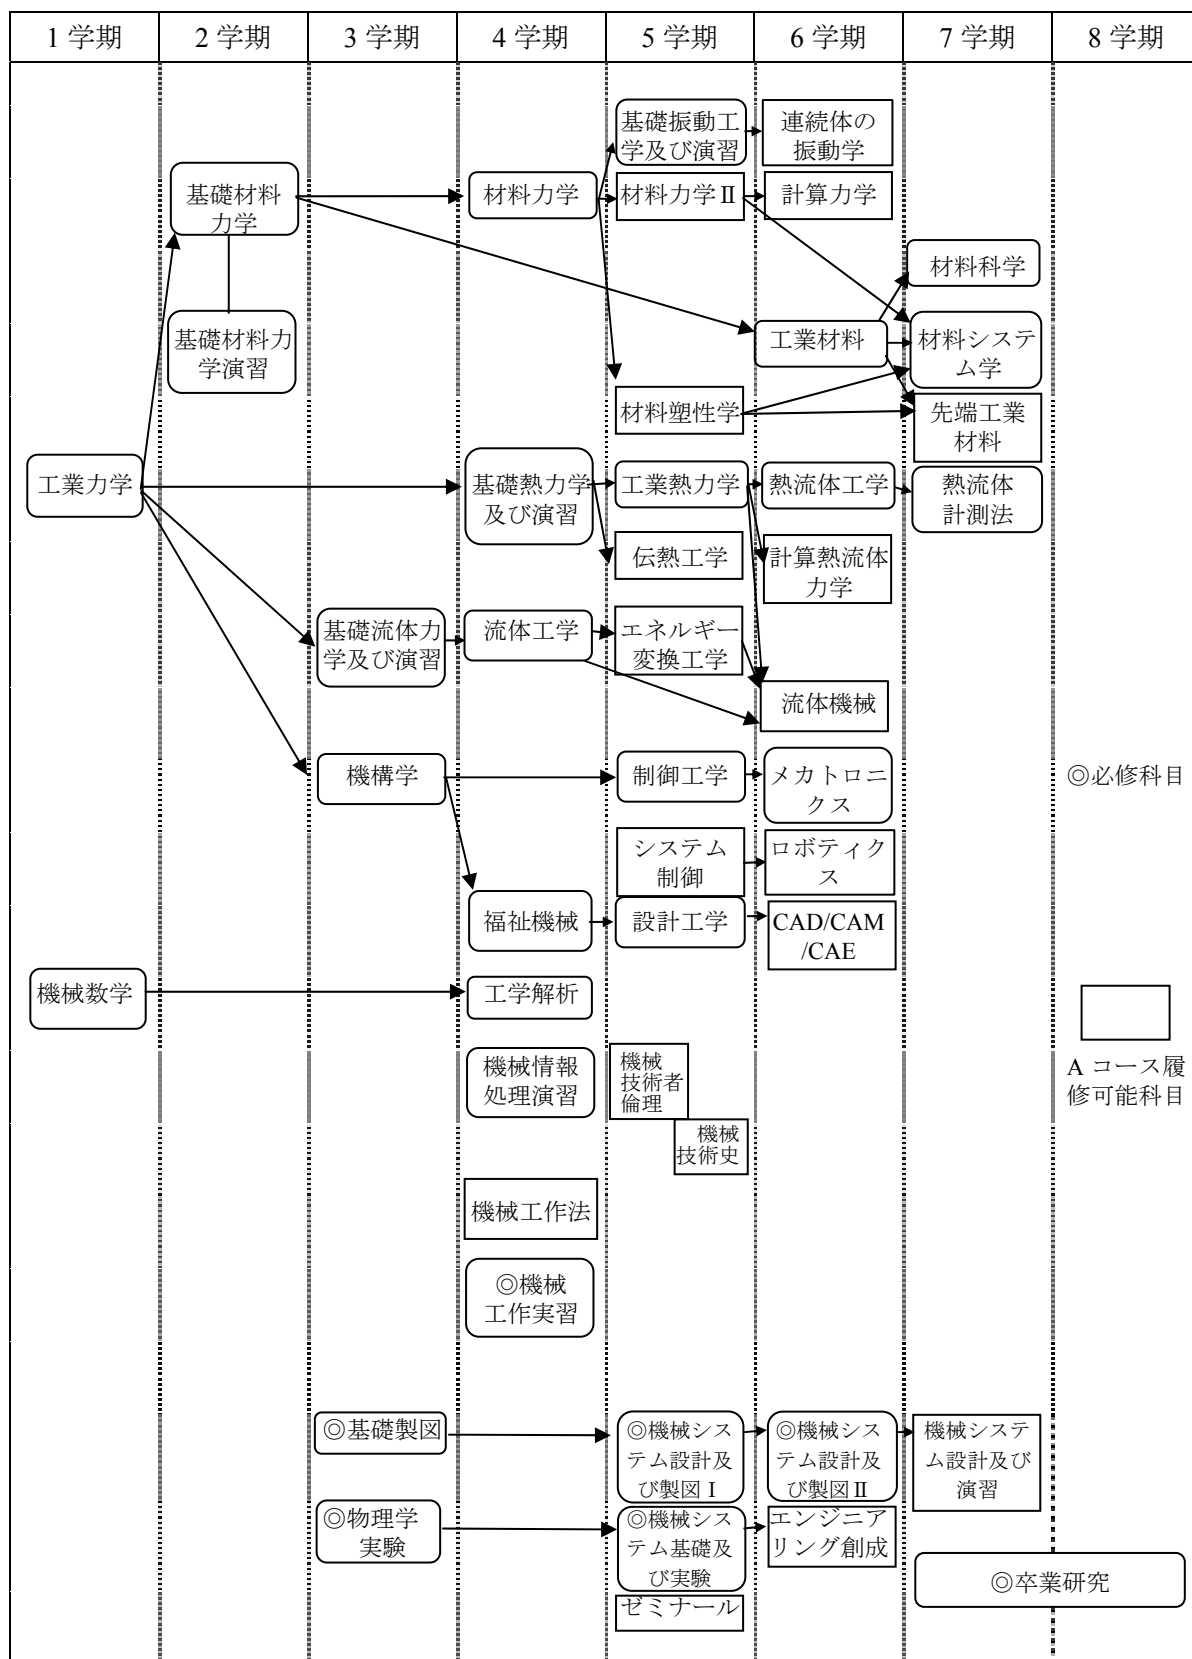 1 学期
2 学期
3 学期
4 学期
5 学期
6 学期
7 学期
8 学期
基礎振動工
学及び演習
連続体の
振動学
基礎材料
力学
材料力学
材料力学Ⅱ
計算力学
材料科学
基礎材料力
学演習
工業材料
材料システ
ム学
材料塑性学
先端工業
材料
工業力学
基礎熱力学
及び演習
工業熱力学
熱流体工学
熱流体
計測法
伝熱工学
計算熱流体
力学
基礎流体力
学及び演習
流体工学
エネルギー
変換工学
流体機械
機構学
制御工学
メカトロニ
クス
◎必修科目
システム
制御
ロボティク
ス
福祉機械
設計工学
CAD/CAM
/CAE
機械数学
工学解析
機械情報
処理演習
機械
技術者
倫理
A コース履
修可能科目
機械
技術史
機械工作法
◎機械
工作実習
◎基礎製図
◎機械シス
テム設計及
び製図Ⅰ
◎機械シス
テム設計及
び製図Ⅱ
機械システ
ム設計及び
演習
◎物理学
実験
◎機械シス
テム基礎及
び実験
エンジニア
リング創成
◎卒業研究
ゼミナール